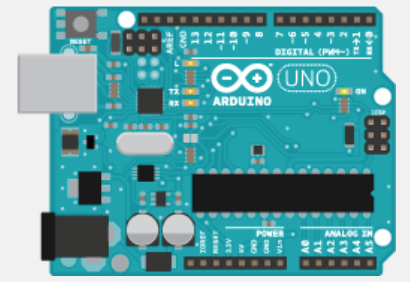 RESET
AREF
GND
13
12
~11
~10
~9
8
7
~6
~5
4
~3
2
TX→1
RX←0
DIGITAL (PWM~)
L
TX
RX
UNO
ARDUINO
ON
ICSP
IOREF
RESET
3.3V
5V
GND
GND
Vin
POWER
ANALOG IN
A0
A1
A2
A3
A4
A5